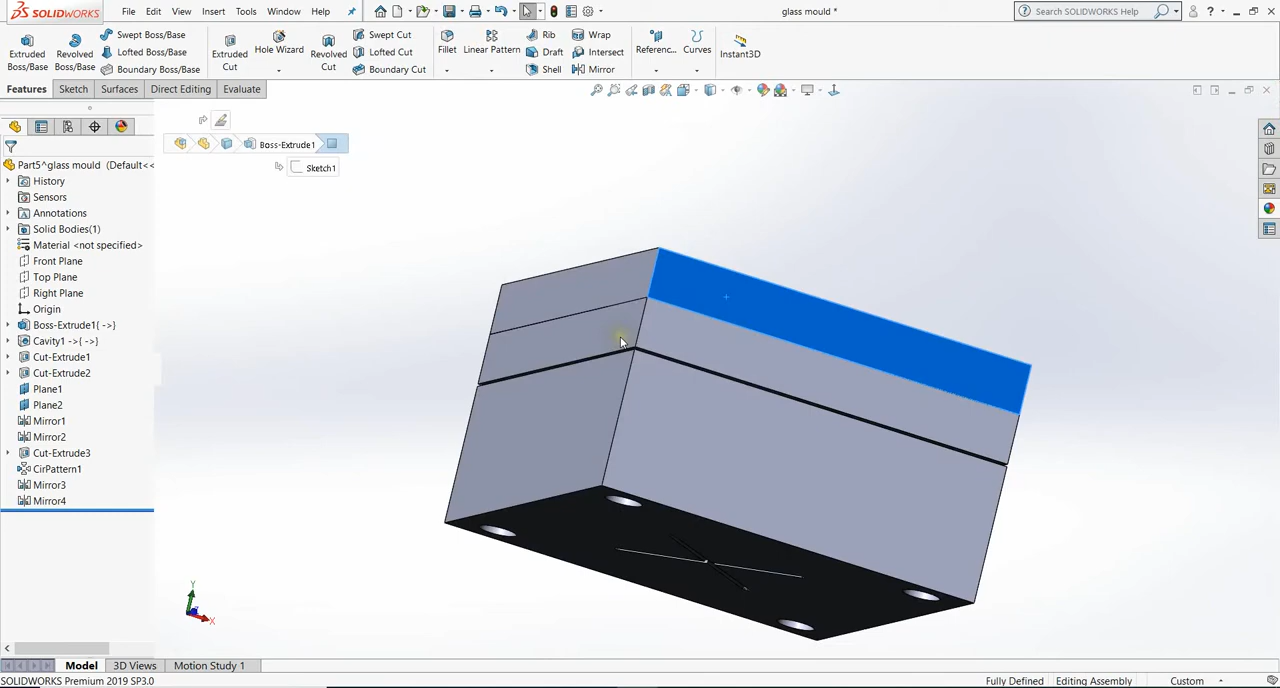 SOLIDWORKS File Edit View Insert Tools Window Help glass mould * Search SOLIDWORKS Help
Extruded Boss/Base
Revolved Boss/Base
Swept Boss/Base
Lofted Boss/Base
Boundary Boss/Base
Extruded Cut
Hole Wizard
Revolved Cut
Swept Cut
Lofted Cut
Boundary Cut
Fillet
Linear Pattern
Rib
Draft
Shell
Wrap
Intersect
Mirror
Referenc...
Curves
Instant3D
Features Sketch Surfaces Direct Editing Evaluate
Boss-Extrude1
Sketch1
Part5^glass mould (Default<<
History
Sensors
Annotations
Solid Bodies(1)
Material <not specified>
Front Plane
Top Plane
Right Plane
Origin
Boss-Extrude1{ ->}
Cavity1 ->{ ->}
Cut-Extrude1
Cut-Extrude2
Plane1
Plane2
Mirror1
Mirror2
Cut-Extrude3
CirPattern1
Mirror3
Mirror4
Y
X
Model 3D Views Motion Study 1
SOLIDWORKS Premium 2019 SP3.0 Fully Defined Editing Assembly Custom